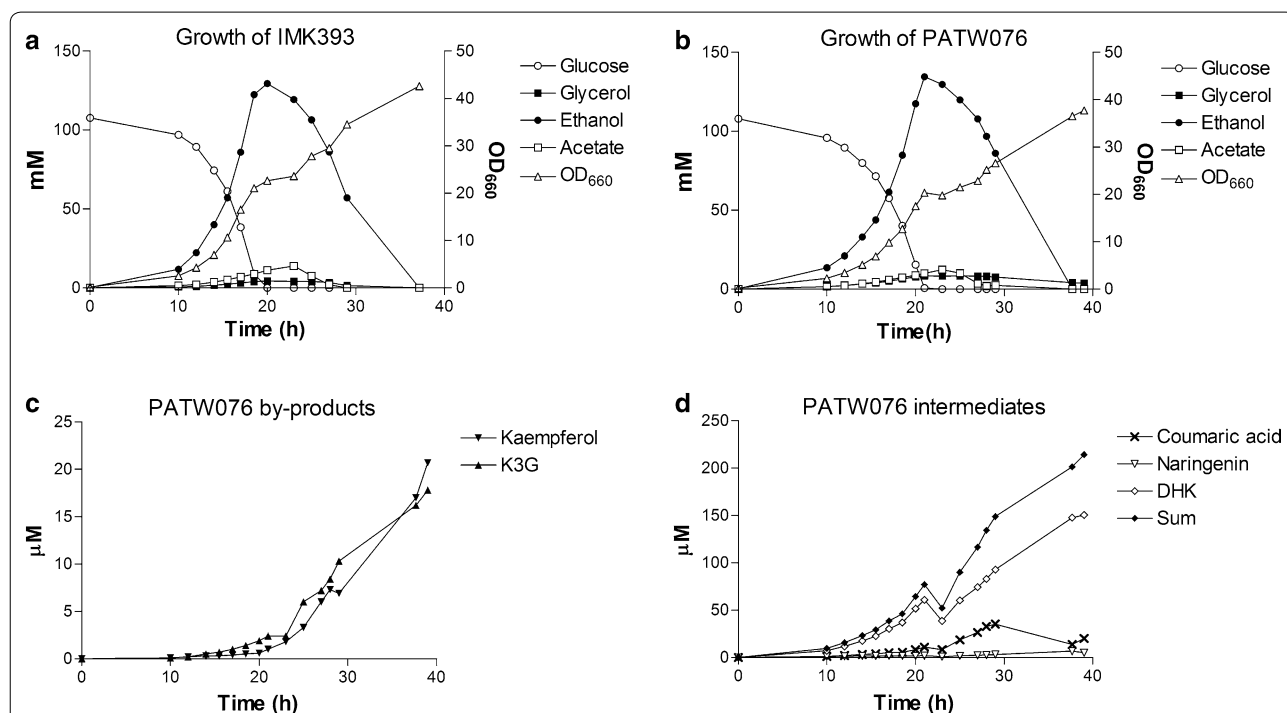 a
Growth of IMK393
150
100
50
0
mM
50
40
30
20
10
0
OD660
0
10
20
30
40
Time (h)
Glucose
Glycerol
Ethanol
Acetate
OD660
b
Growth of PATW076
150
100
50
0
mM
50
40
30
20
10
0
OD660
0
10
20
30
40
Time(h)
Glucose
Glycerol
Ethanol
Acetate
OD660
c
PATW076 by-products
25
20
15
10
5
0
µM
0
10
20
30
40
Time (h)
Kaempferol
K3G
d
PATW076 intermediates
250
200
150
100
50
0
µM
0
10
20
30
40
Time (h)
Coumaric acid
Naringenin
DHK
Sum